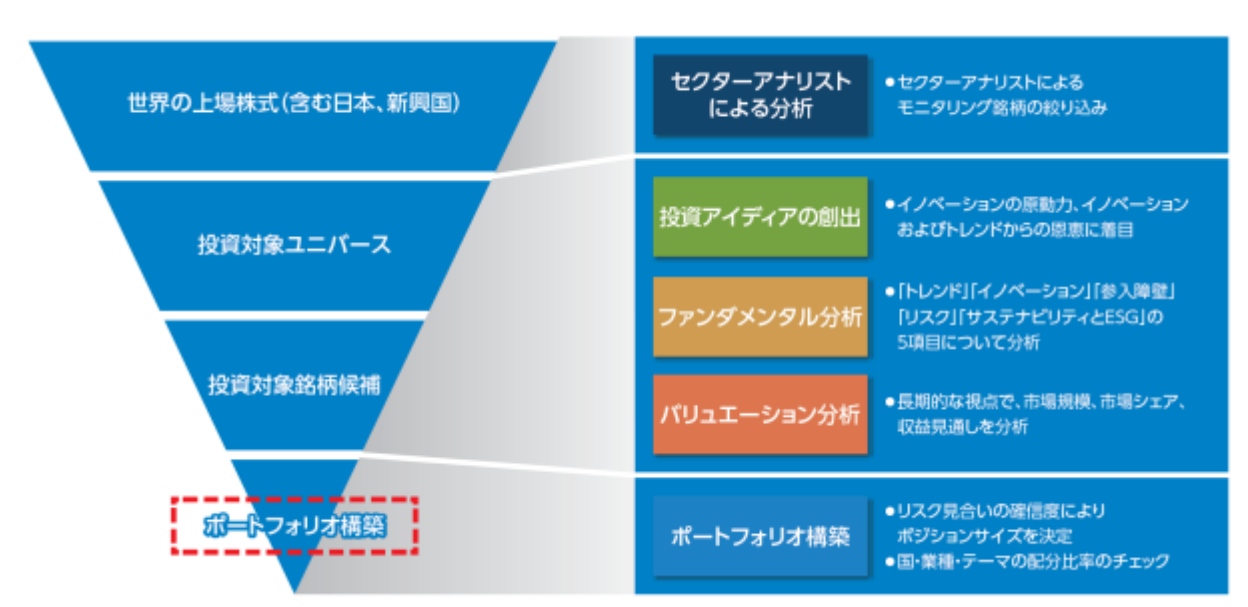 世界の上場株式(含む日本、新興国)
投資対象ユニバース
投資対象銘柄候補
ポートフォリオ構築
セクターアナリスト
による分析
●セクターアナリストによる
モニタリング銘柄の絞り込み
投資アイディアの創出
●イノベーションの原動力、イノベーション
およびトレンドからの恩恵に着目
ファンダメンタル分析
●「トレンド」「イノベーション」「参入障壁」
「リスク」「サステナビリティとESG」の
5項目について分析
バリュエーション分析
●長期的な視点で、市場規模、市場シェア、
収益見通しを分析
ポートフォリオ構築
●リスク見合いの確信度により
ポジションサイズを決定
●国・業種・テーマの配分比率のチェック